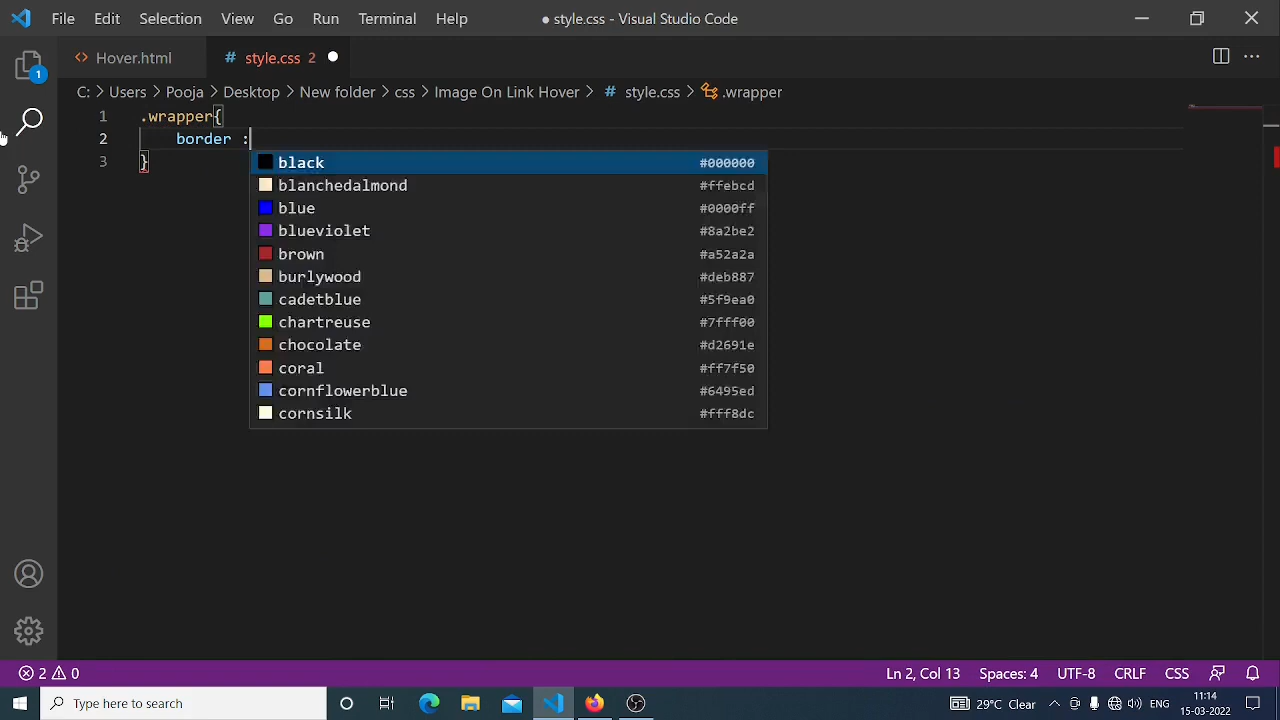 File Edit Selection View Go Run Terminal Help ● style.css - Visual Studio Code
1
<> Hover.html # style.css 2 ●
C: > Users > Pooja > Desktop > New folder > css > Image On Link Hover > # style.css > .wrapper
1 .wrapper{
2 border :
3 }
black #000000
blanchedalmond #ffebcd
blue #0000ff
blueviolet #8a2be2
brown #a52a2a
burlywood #deb887
cadetblue #5f9ea0
chartreuse #7fff00
chocolate #d2691e
coral #ff7f50
cornflowerblue #6495ed
cornsilk #fff8dc
2 0 Ln 2, Col 13 Spaces: 4 UTF-8 CRLF CSS
Type here to search 29°C Clear ENG 11:14
15-03-2022